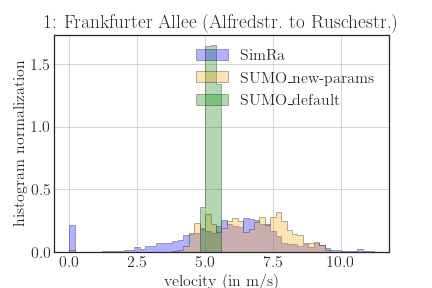 1: Frankfurter Allee (Alfredstr. to Ruschestr.)
SimRa
SUMO_new-params
SUMO_default
histogram normalization
1.5
1.0
0.5
0.0
0.0 2.5 5.0 7.5 10.0
velocity (in m/s)